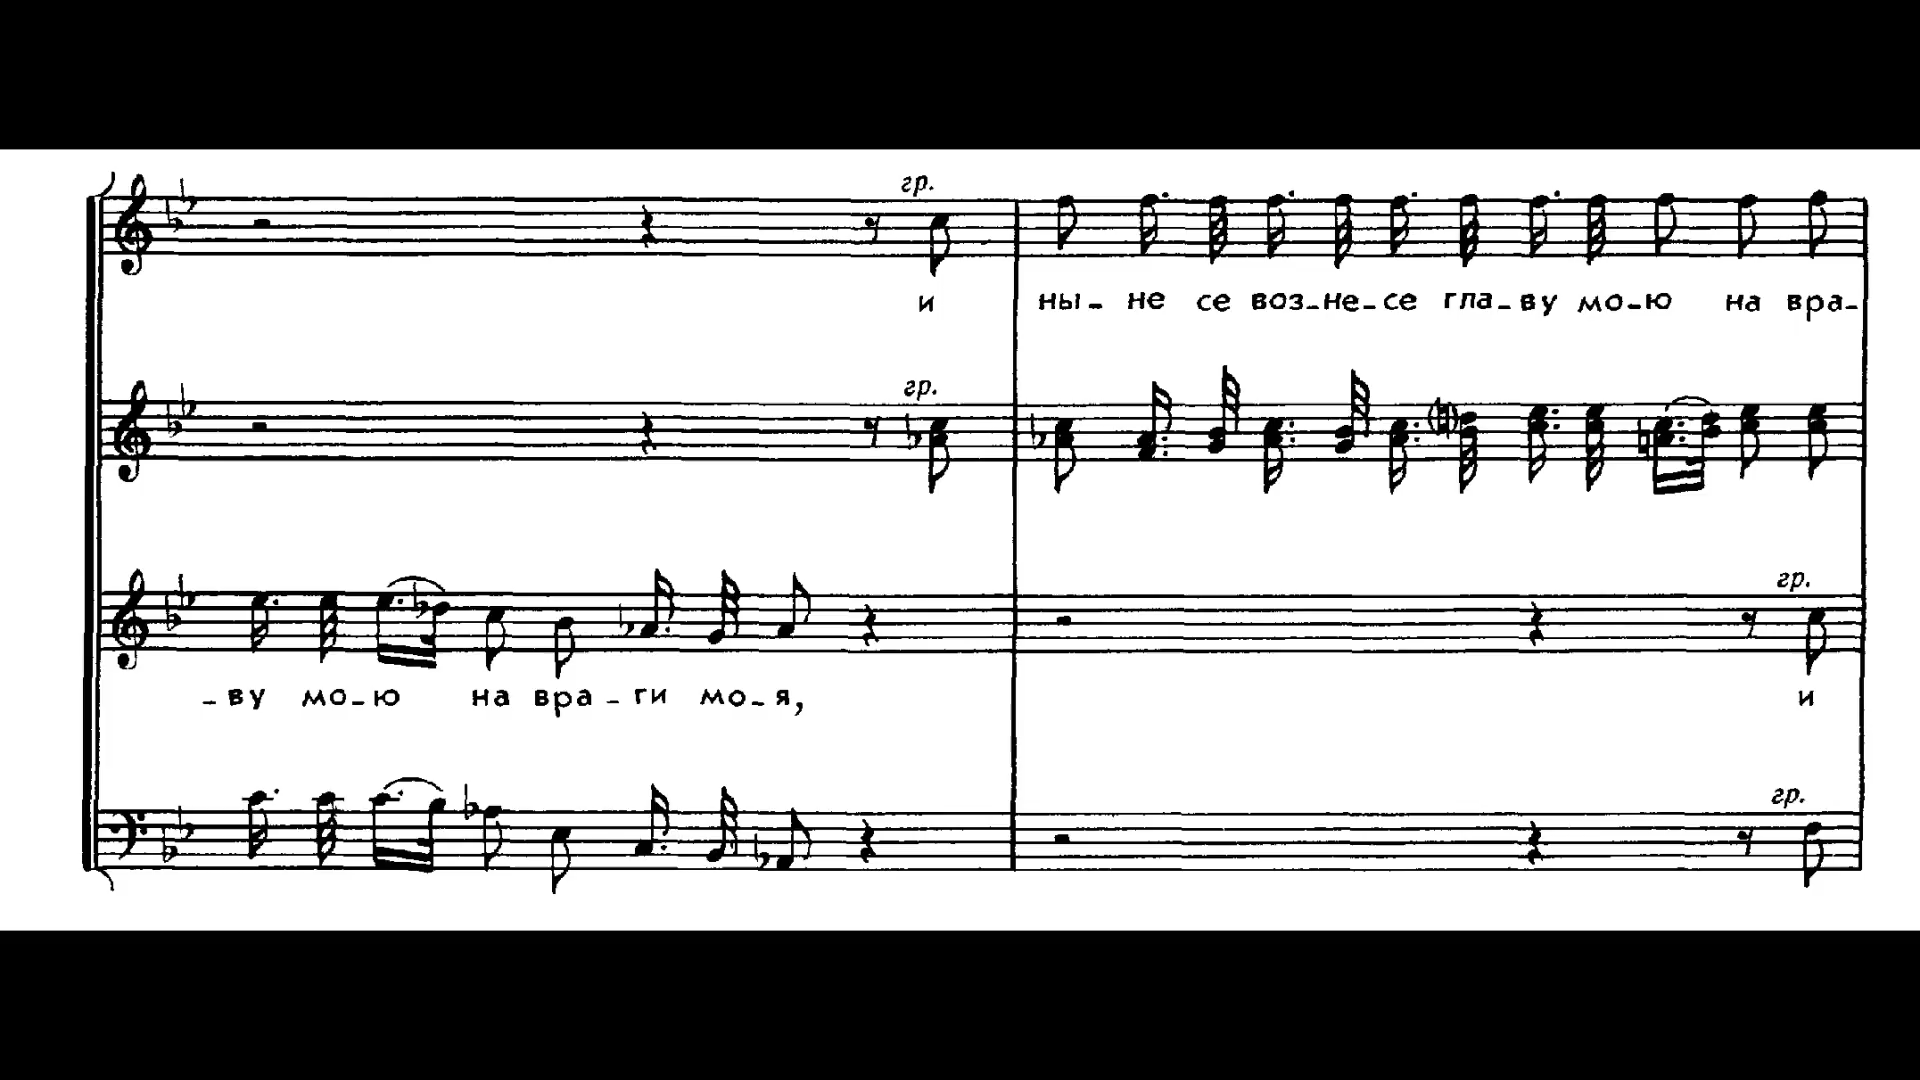 гр.
и ны- не се воз-не-се гла-ву мо-ю на вра-
гр.
гр.
-ву мо-ю на вра-ги мо-я, и
гр.